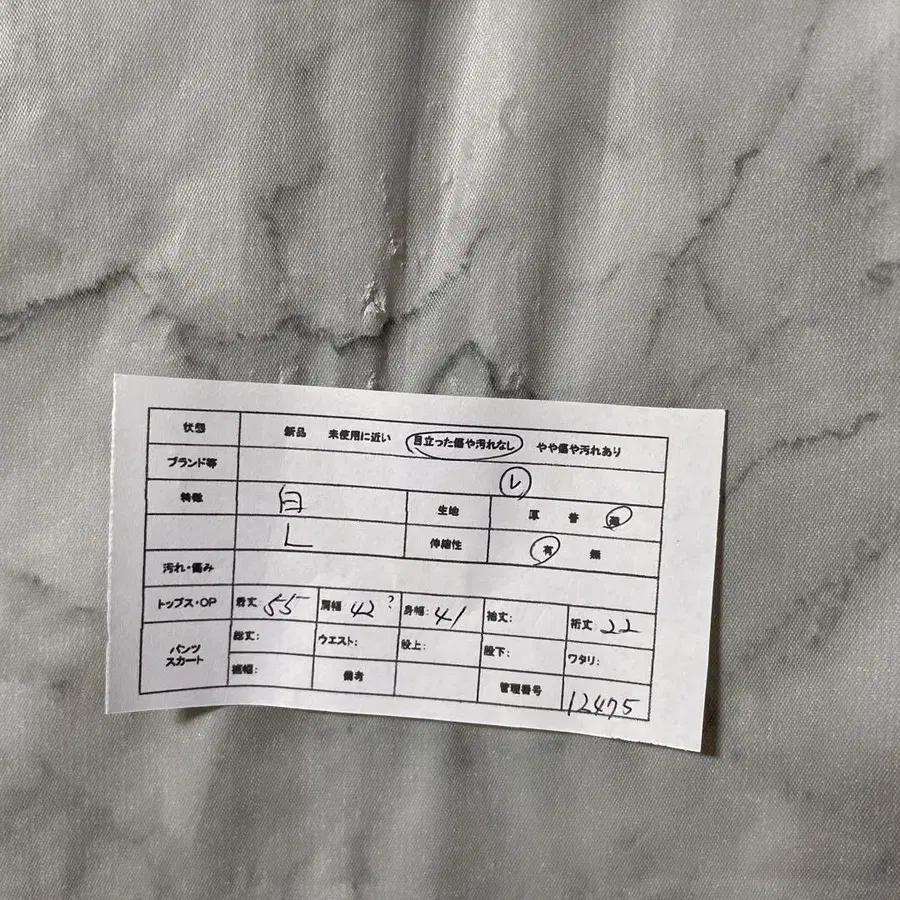 状態 新品 未使用に近い 目立った傷や汚れなし やや傷や汚れあり
ブランド等 レ
特徴 白 生地 厚 普 薄
L 伸縮性 有 無
汚れ・傷み
トップス・OP 着丈: 55 肩幅 42? 身幅: 41 袖丈: 裄丈 22
パンツ スカート 総丈: ウエスト: 股上: 股下: ワタリ:
裾幅: 備考 管理番号 12475